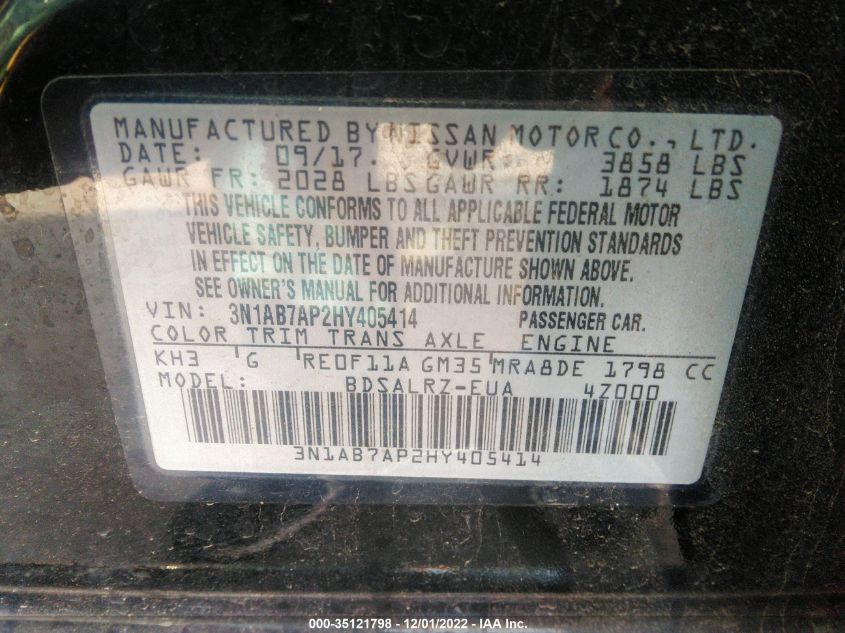 MANUFACTURED BY NISSAN MOTOR CO., LTD.
DATE: 09/17. GVWR: 3858 LBS
GAWR FR: 2028 LBS GAWR RR: 1874 LBS
THIS VEHICLE CONFORMS TO ALL APPLICABLE FEDERAL MOTOR
VEHICLE SAFETY, BUMPER AND THEFT PREVENTION STANDARDS
IN EFFECT ON THE DATE OF MANUFACTURE SHOWN ABOVE.
SEE OWNER'S MANUAL FOR ADDITIONAL INFORMATION.
VIN: 3N1AB7AP2HY405414 PASSENGER CAR.
COLOR TRIM TRANS AXLE ENGINE
KH3 G RE0F11A GM35 MRA8DE 1798 CC
MODEL: BDSALRZ-EUA 4Z000
3N1AB7AP2HY405414
000-35121798 - 12/01/2022 - IAA Inc.